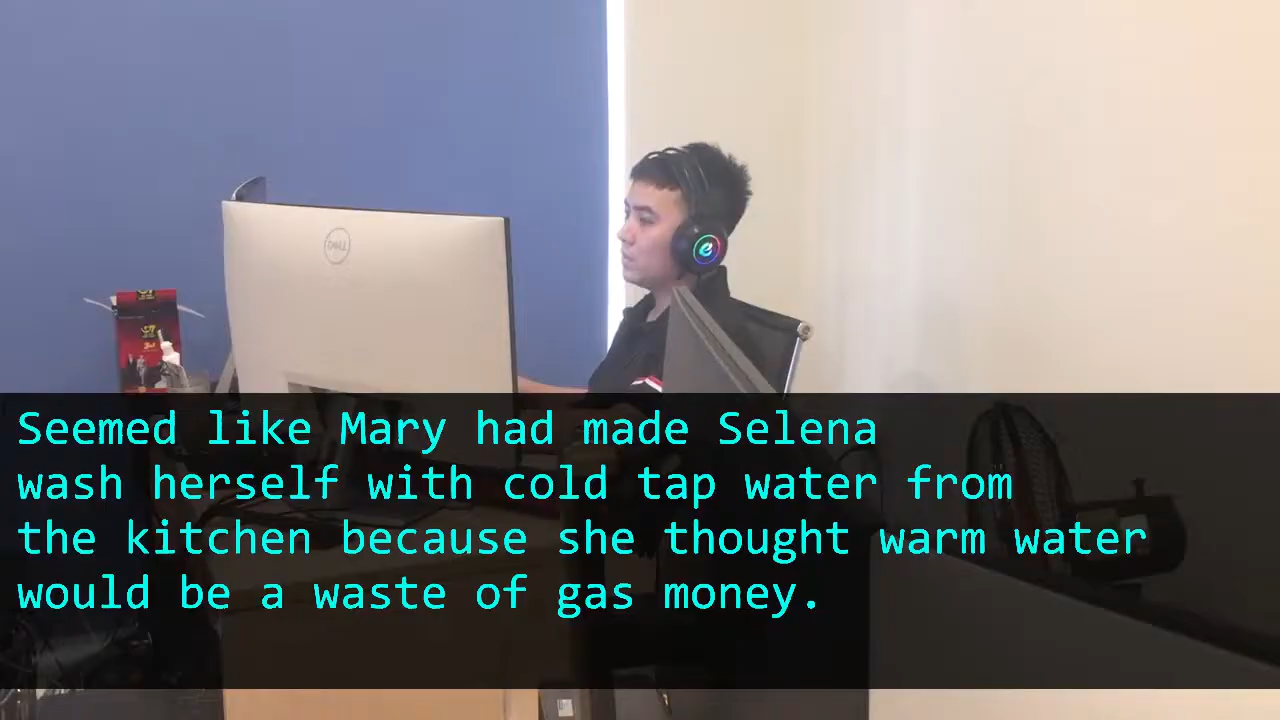 DELL
G7
Seemed like Mary had made Selena
wash herself with cold tap water from
the kitchen because she thought warm water
would be a waste of gas money.